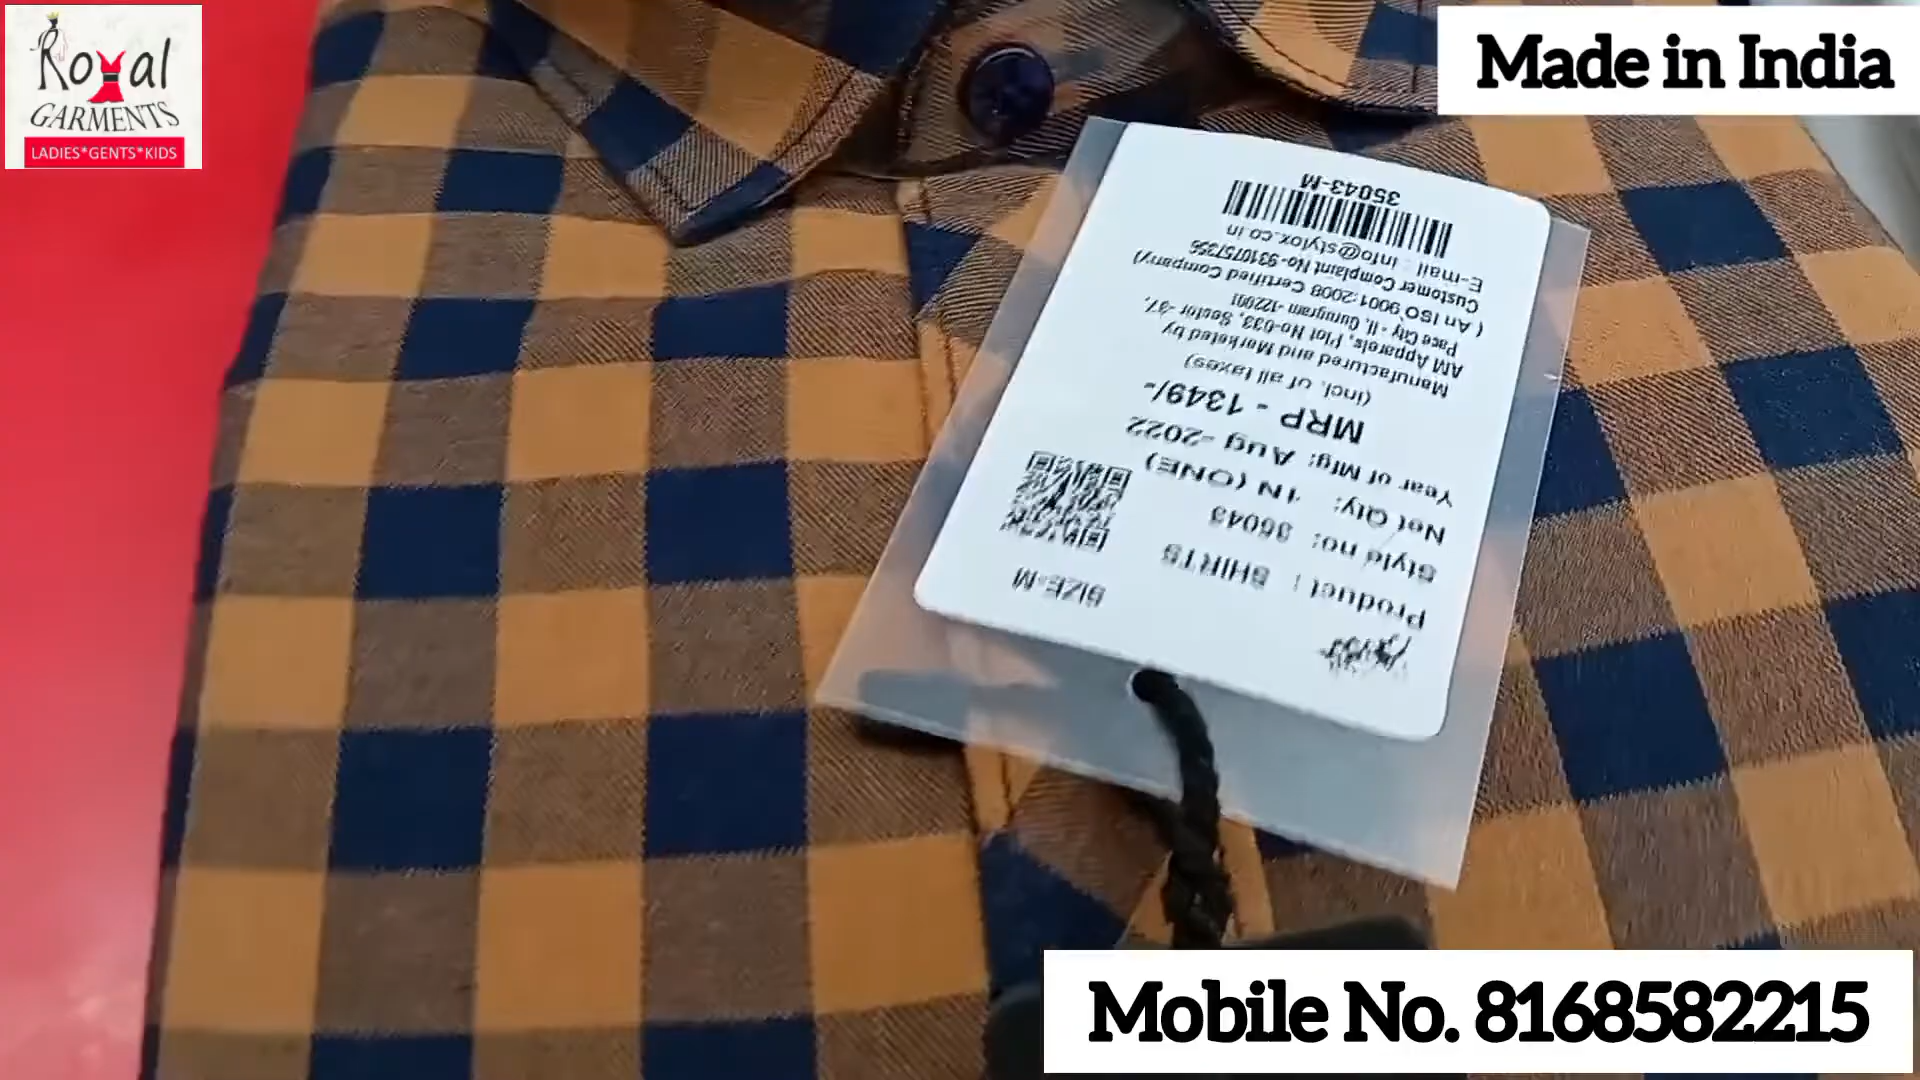 Royal
GARMENTS
LADIES*GENTS*KIDS
Made in India
SIZE-M
Product : SHIRTS
Style no: 35043
Net Qty: 1N (ONE)
Year of Mfg: Aug -2022
MRP - 1349/-
(incl. of all taxes)
Manufactured and Marketed by
AM Apparels, Plot No-633, Sector -37,
Pace City - II, Gurugram -122001
( An ISO 9001:2008 Certified Company)
Customer Complaint No- 9310757356
E-mail : info@stylox.co.in
35043-M
Mobile No. 8168582215